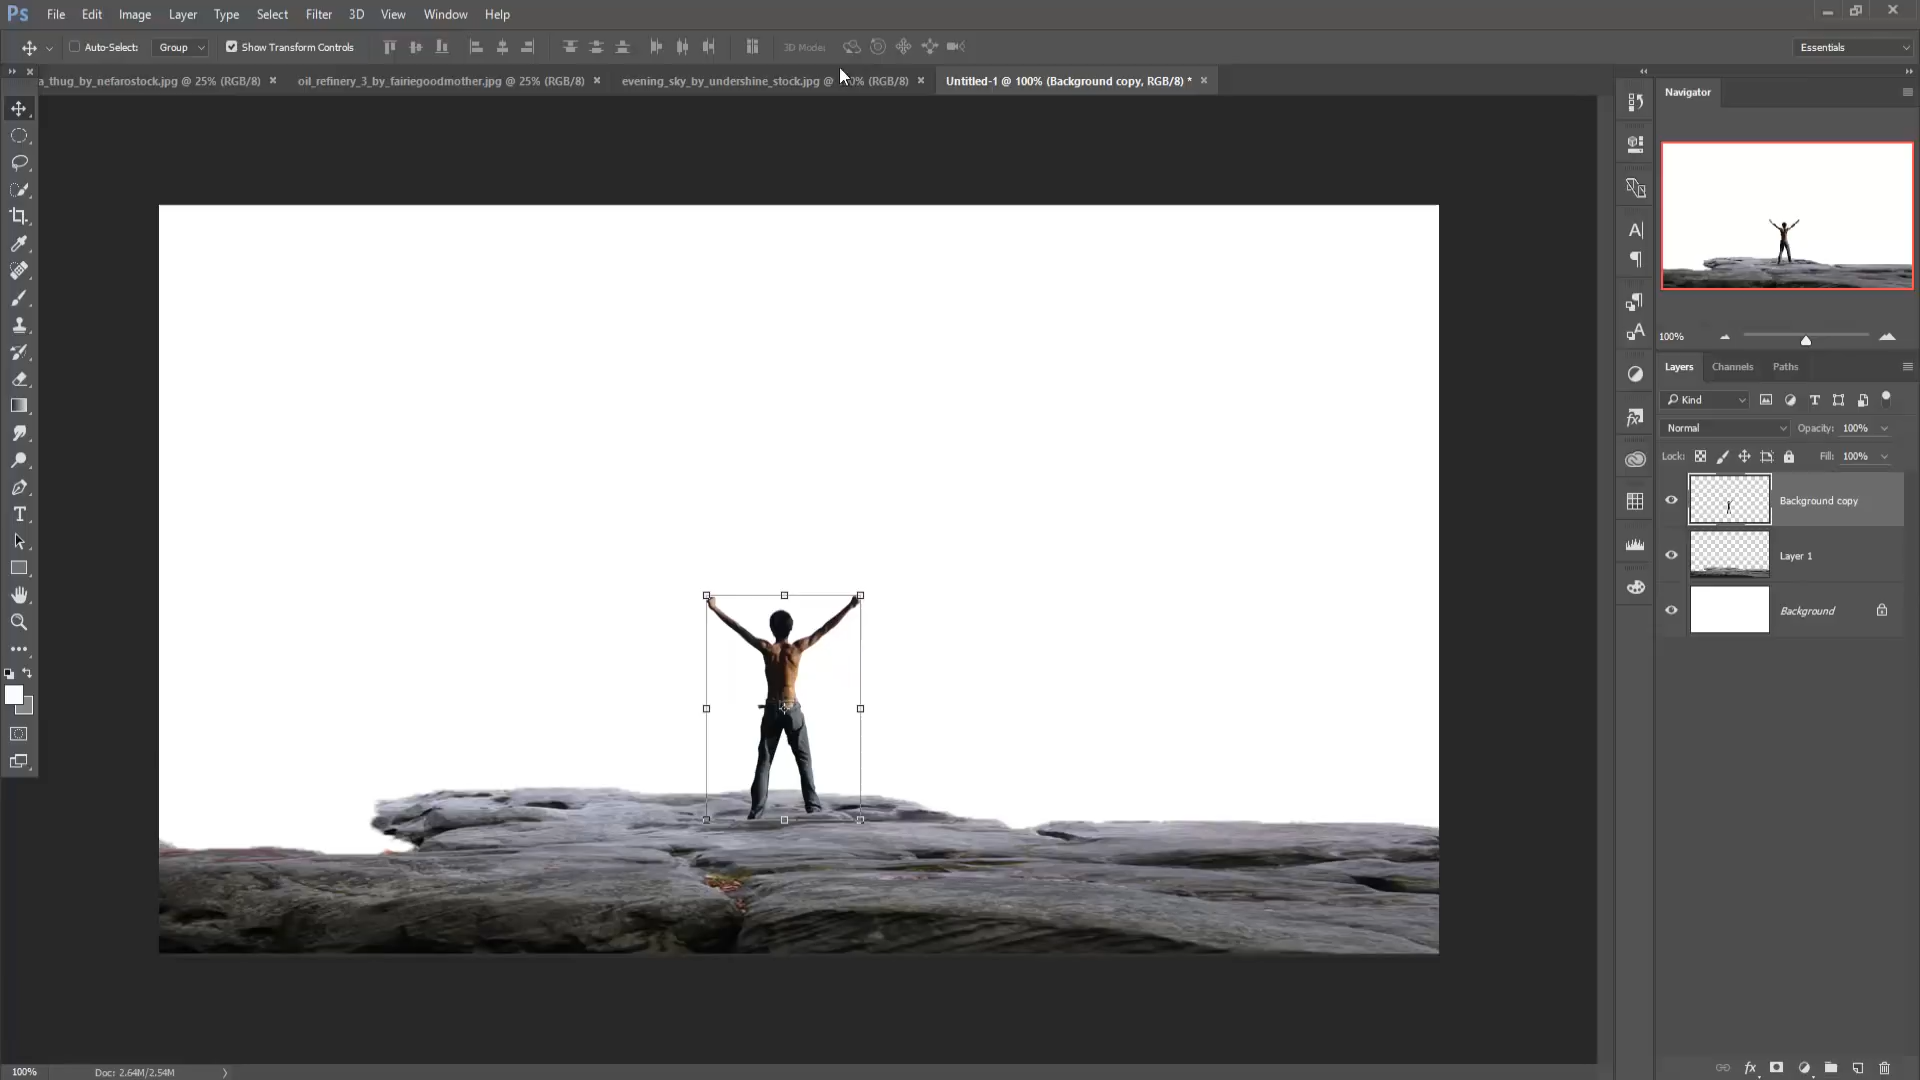 Ps File Edit Image Layer Type Select Filter 3D View Window Help
Auto-Select: Group Show Transform Controls 3D Mode: Essentials
a_thug_by_nefarostock.jpg @ 25% (RGB/8) oil_refinery_3_by_fairiegoodmother.jpg @ 25% (RGB/8) evening_sky_by_undershine_stock.jpg @ 0% (RGB/8) Untitled-1 @ 100% (Background copy, RGB/8) *
Navigator
100%
Layers Channels Paths
Kind
Normal Opacity: 100%
Lock: Fill: 100%
Background copy
Layer 1
Background
100% Doc: 2.64M/2.54M